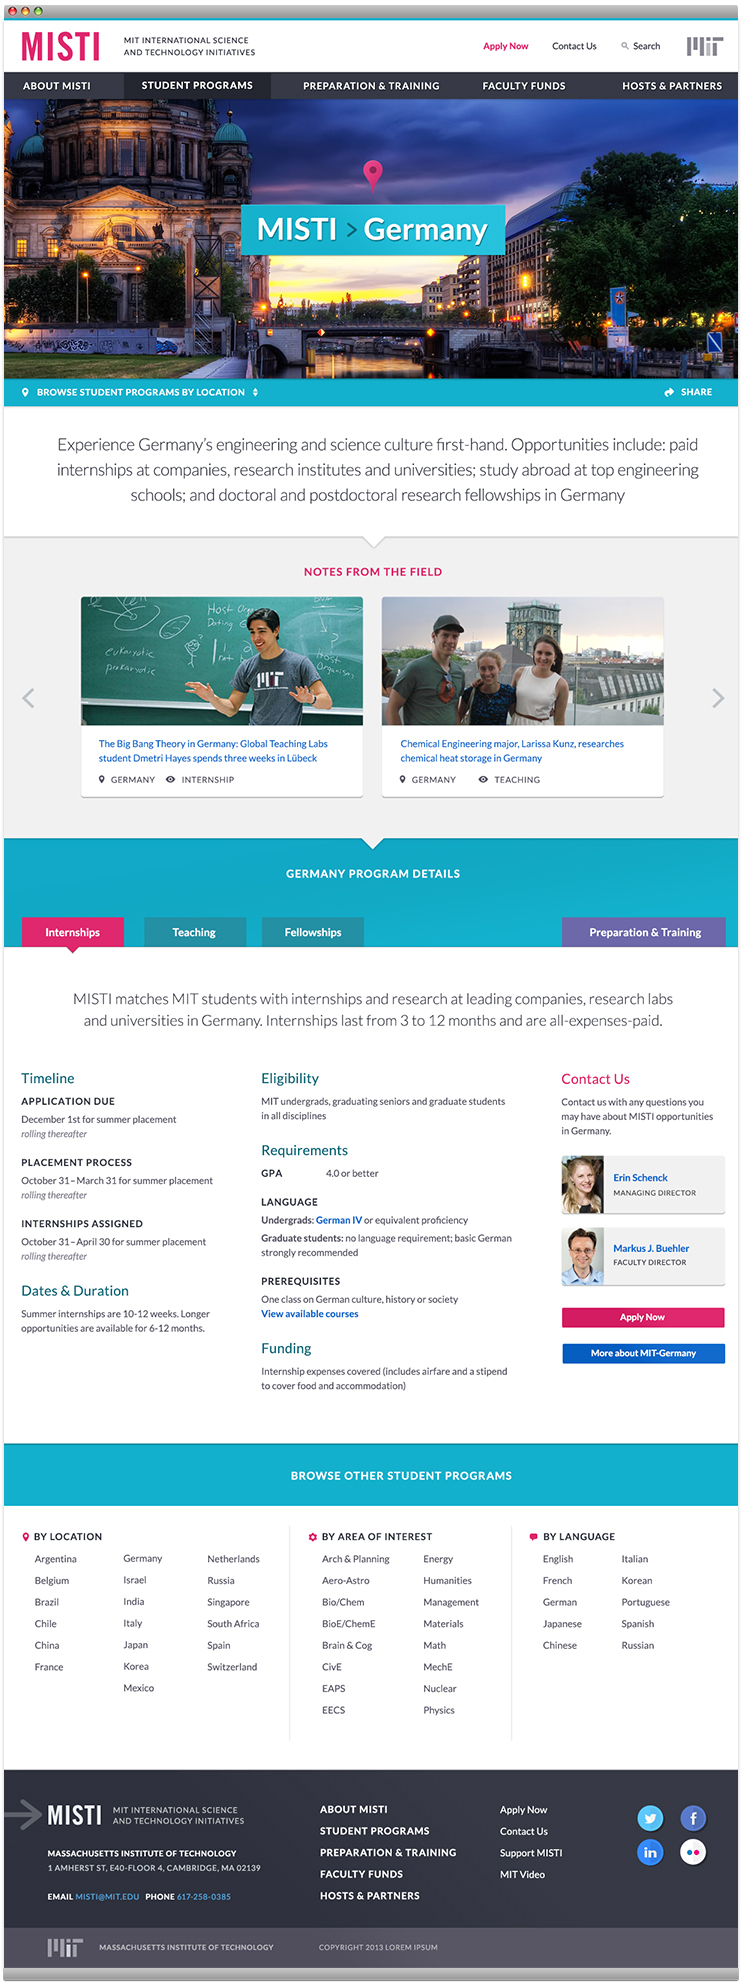 MISTI
MIT INTERNATIONAL SCIENCE
AND TECHNOLOGY INITIATIVES
Apply Now
Contact Us
Search
MIT
ABOUT MISTI
STUDENT PROGRAMS
PREPARATION & TRAINING
FACULTY FUNDS
HOSTS & PARTNERS
MISTI > Germany
BROWSE STUDENT PROGRAMS BY LOCATION
SHARE
Experience Germany's engineering and science culture first-hand. Opportunities include: paid
internships at companies, research institutes and universities; study abroad at top engineering
schools; and doctoral and postdoctoral research fellowships in Germany
NOTES FROM THE FIELD
eukaryotic
prokaryotic
MIT
The Big Bang Theory in Germany: Global Teaching Labs
student Dmetri Hayes spends three weeks in Lübeck
GERMANY
INTERNSHIP
Chemical Engineering major, Larissa Kunz, researches
chemical heat storage in Germany
GERMANY
TEACHING
GERMANY PROGRAM DETAILS
Internships
Teaching
Fellowships
Preparation & Training
MISTI matches MIT students with internships and research at leading companies, research labs
and universities in Germany. Internships last from 3 to 12 months and are all-expenses-paid.
Timeline
APPLICATION DUE
December 1st for summer placement
rolling thereafter
PLACEMENT PROCESS
October 31–March 31 for summer placement
rolling thereafter
INTERNSHIPS ASSIGNED
October 31–April 30 for summer placement
rolling thereafter
Dates & Duration
Summer internships are 10-12 weeks. Longer
opportunities are available for 6-12 months.
Eligibility
MIT undergrads, graduating seniors and graduate students
in all disciplines
Requirements
GPA 4.0 or better
LANGUAGE
Undergrads: German IV or equivalent proficiency
Graduate students: no language requirement; basic German
strongly recommended
PREREQUISITES
One class on German culture, history or society
View available courses
Funding
Internship expenses covered (includes airfare and a stipend
to cover food and accommodation)
Contact Us
Contact us with any questions you
may have about MISTI opportunities
in Germany.
Erin Schenck
MANAGING DIRECTOR
Markus J. Buehler
FACULTY DIRECTOR
Apply Now
More about MIT-Germany
BROWSE OTHER STUDENT PROGRAMS
BY LOCATION
Argentina
Belgium
Brazil
Chile
China
France
Germany
Israel
India
Italy
Japan
Korea
Mexico
Netherlands
Russia
Singapore
South Africa
Spain
Switzerland
BY AREA OF INTEREST
Arch & Planning
Aero-Astro
Bio/Chem
BioE/ChemE
Brain & Cog
CivE
EAPS
EECS
Energy
Humanities
Management
Materials
Math
MechE
Nuclear
Physics
BY LANGUAGE
English
French
German
Japanese
Chinese
Italian
Korean
Portuguese
Spanish
Russian
MISTI
MIT INTERNATIONAL SCIENCE
AND TECHNOLOGY INITIATIVES
MASSACHUSETTS INSTITUTE OF TECHNOLOGY
1 AMHERST ST, E40-FLOOR 4, CAMBRIDGE, MA 02139
EMAIL MISTI@MIT.EDU PHONE 617-258-0385
ABOUT MISTI
STUDENT PROGRAMS
PREPARATION & TRAINING
FACULTY FUNDS
HOSTS & PARTNERS
Apply Now
Contact Us
Support MISTI
MIT Video
f
in
MIT
MASSACHUSETTS INSTITUTE OF TECHNOLOGY
COPYRIGHT 2013 LOREM IPSUM